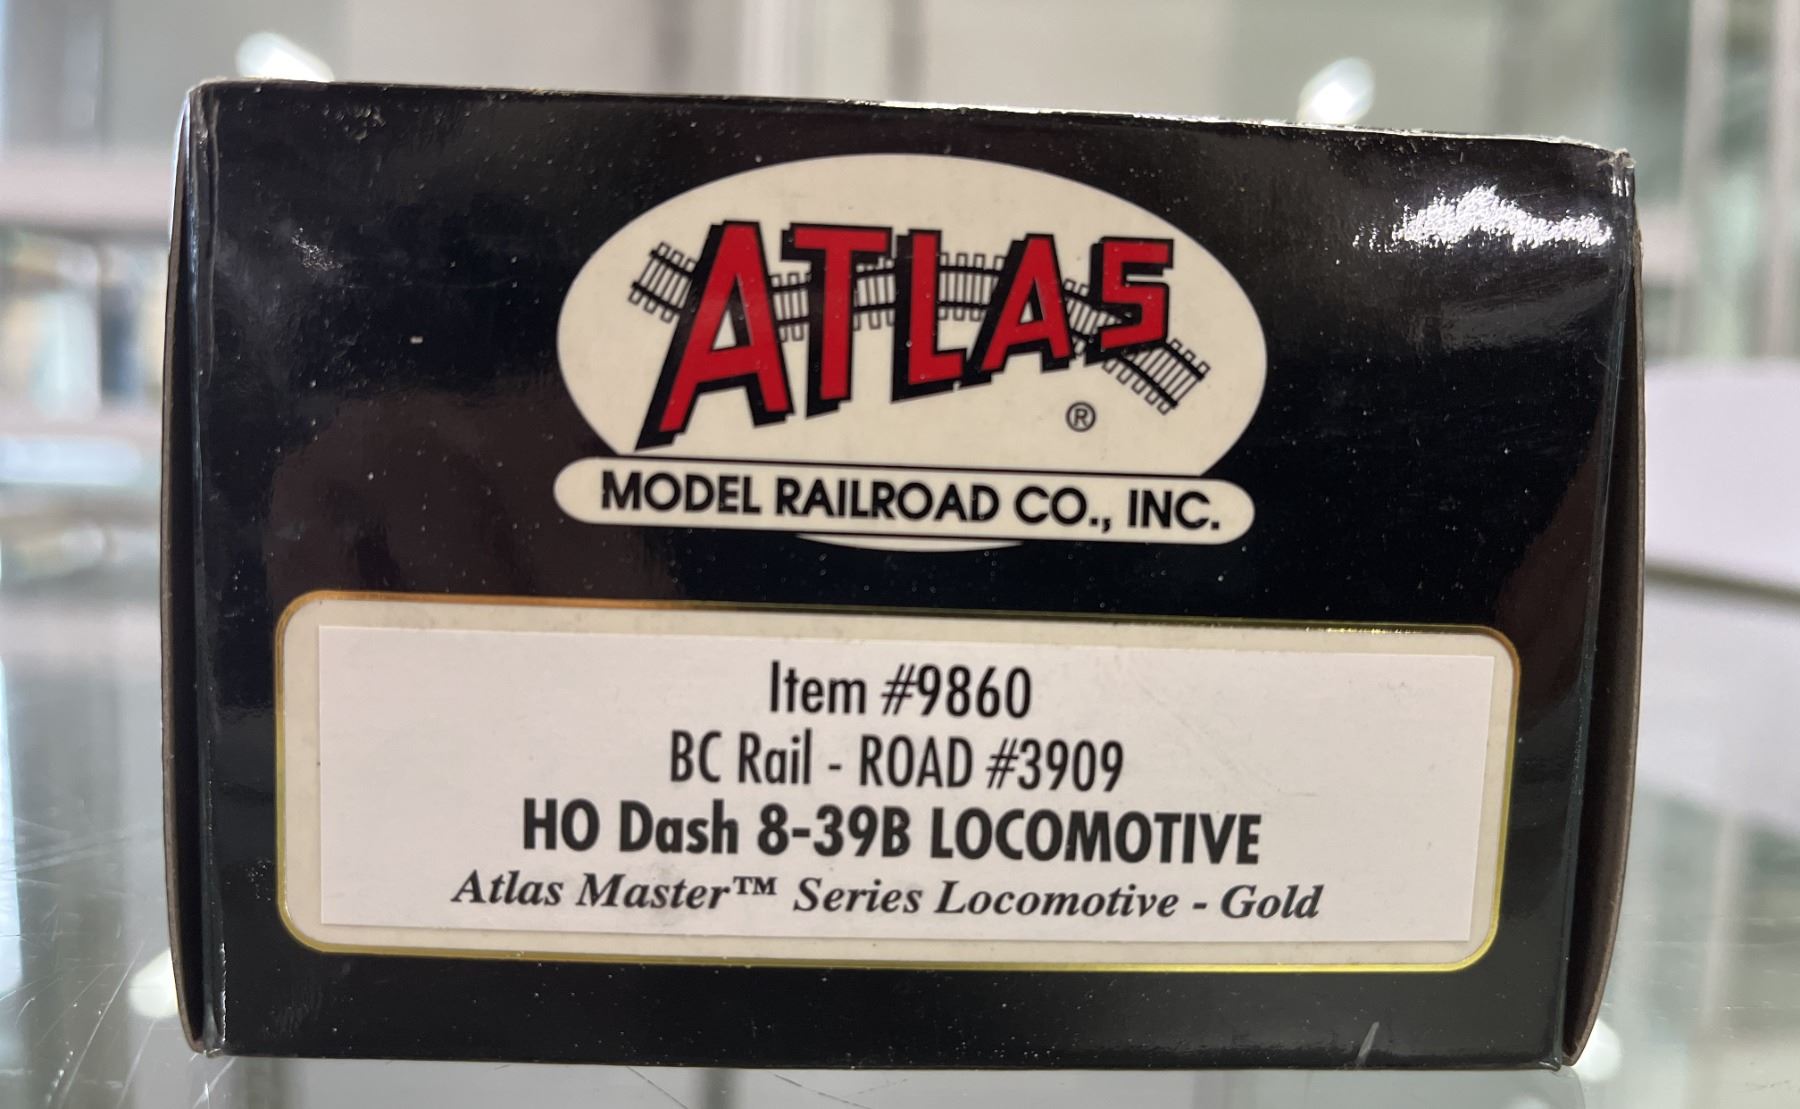 ATLAS
®
MODEL RAILROAD CO., INC.
Item #9860
BC Rail - ROAD #3909
HO Dash 8-39B LOCOMOTIVE
Atlas Master™ Series Locomotive - Gold